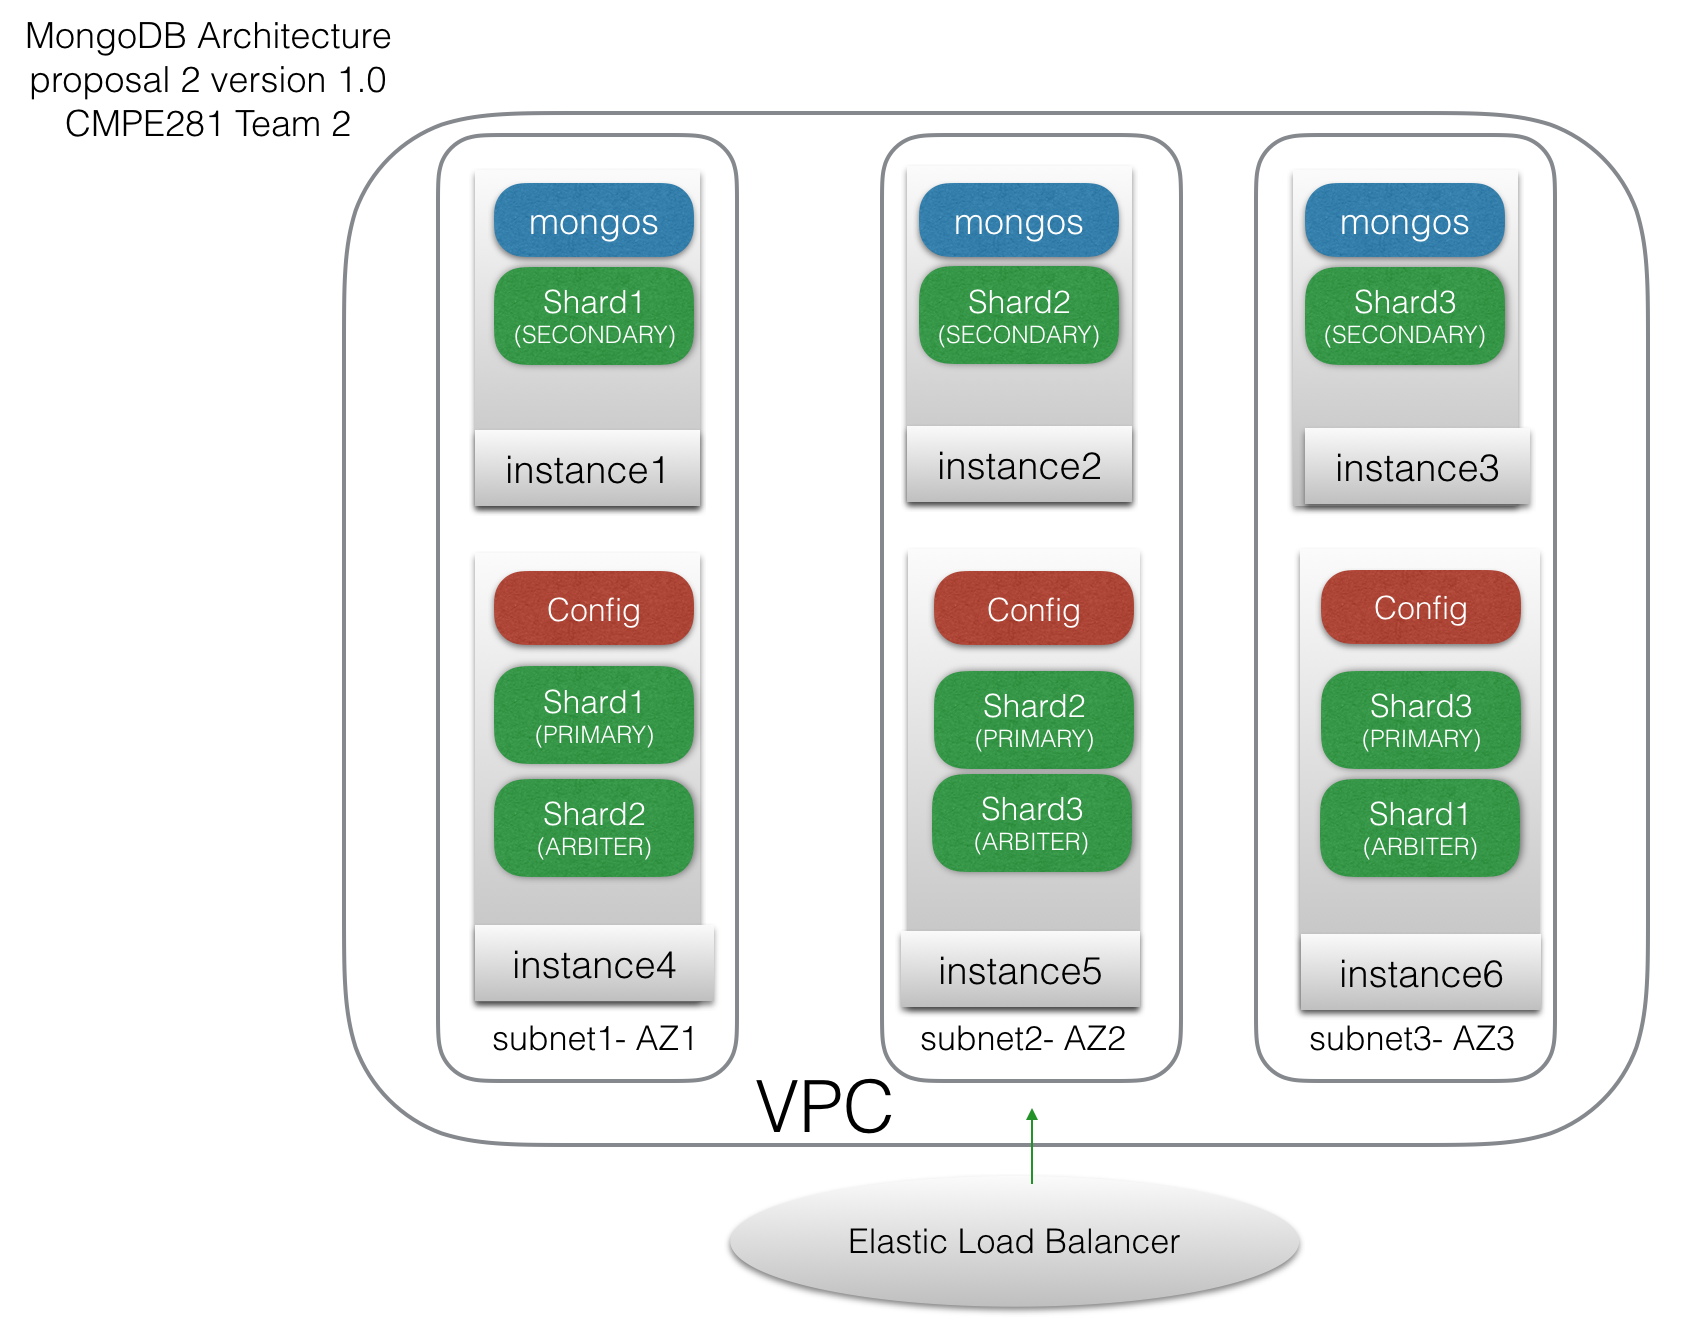 MongoDB Architecture
proposal 2 version 1.0
CMPE281 Team 2
mongos
Shard1
(SECONDARY)
instance1
Config
Shard1
(PRIMARY)
Shard2
(ARBITER)
instance4
subnet1- AZ1
mongos
Shard2
(SECONDARY)
instance2
Config
Shard2
(PRIMARY)
Shard3
(ARBITER)
instance5
subnet2- AZ2
mongos
Shard3
(SECONDARY)
instance3
Config
Shard3
(PRIMARY)
Shard1
(ARBITER)
instance6
subnet3- AZ3
VPC
Elastic Load Balancer